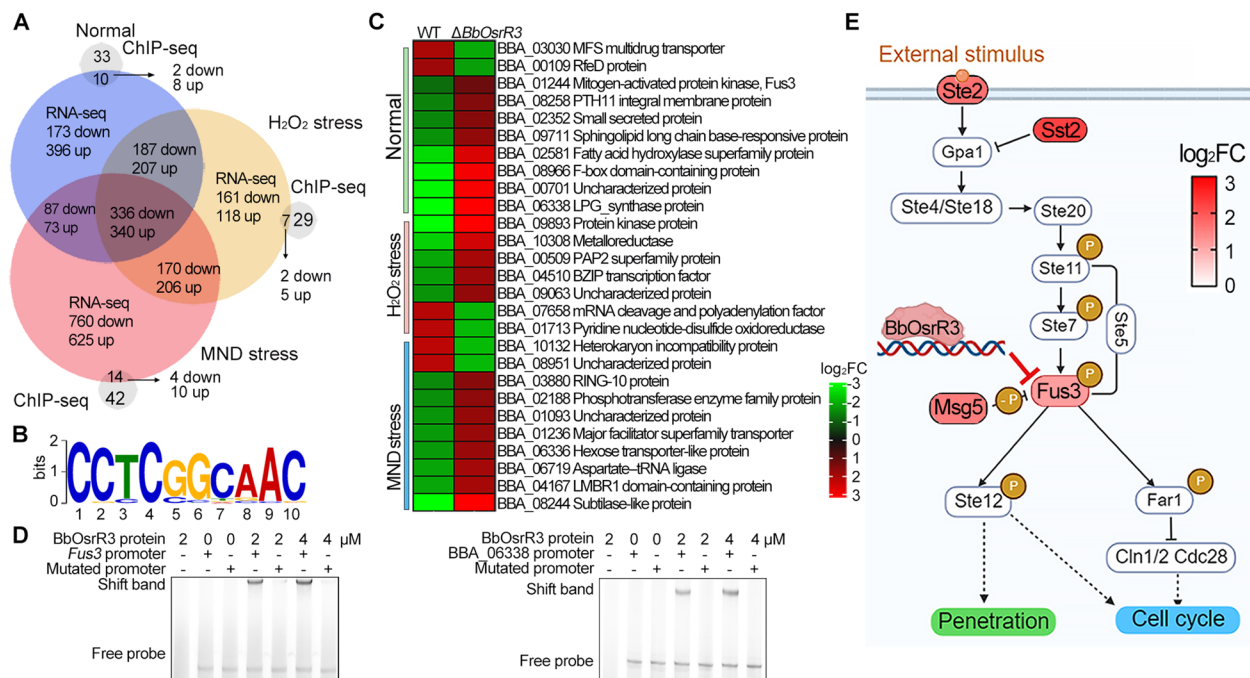 A
Normal
ChIP-seq
33
10
2 down
8 up
RNA-seq
173 down
396 up
H₂O₂ stress
187 down
207 up
RNA-seq
161 down
118 up
ChIP-seq
7 29
2 down
5 up
87 down
73 up
336 down
340 up
170 down
206 up
RNA-seq
760 down
625 up
MND stress
14
4 down
10 up
ChIP-seq
42
B
bits
2
1
0
CCTCGGCAAC
1 2 3 4 5 6 7 8 9 10
C
WT ΔBbOsrR3
Normal
BBA_03030 MFS multidrug transporter
BBA_00109 RfeD protein
BBA_01244 Mitogen-activated protein kinase, Fus3
BBA_08258 PTH11 integral membrane protein
BBA_02352 Small secreted protein
BBA_09711 Sphingolipid long chain base-responsive protein
BBA_02581 Fatty acid hydroxylase superfamily protein
BBA_08966 F-box domain-containing protein
BBA_00701 Uncharacterized protein
BBA_06338 LPG_synthase protein
H₂O₂ stress
BBA_09893 Protein kinase protein
BBA_10308 Metalloreductase
BBA_00509 PAP2 superfamily protein
BBA_04510 BZIP transcription factor
BBA_09063 Uncharacterized protein
BBA_07658 mRNA cleavage and polyadenylation factor
BBA_01713 Pyridine nucleotide-disulfide oxidoreductase
MND stress
BBA_10132 Heterokaryon incompatibility protein
BBA_08951 Uncharacterized protein
BBA_03880 RING-10 protein
BBA_02188 Phosphotransferase enzyme family protein
BBA_01093 Uncharacterized protein
BBA_01236 Major facilitator superfamily transporter
BBA_06336 Hexose transporter-like protein
BBA_06719 Aspartate–tRNA ligase
BBA_04167 LMBR1 domain-containing protein
BBA_08244 Subtilase-like protein
log₂FC
-3
-2
-1
0
1
2
3
D
BbOsrR3 protein 2 0 0 2 2 4 4 μM
Fus3 promoter - + - + - + -
Mutated promoter - - + - + - +
Shift band
Free probe
BbOsrR3 protein 2 0 0 2 2 4 4 μM
BBA_06338 promoter - + - + - + -
Mutated promoter - - + - + - +
Shift band
Free probe
E
External stimulus
Ste2
Sst2
Gpa1
Ste4/Ste18
Ste20
P
Ste11
P
Ste7
Ste5
BbOsrR3
P
Fus3
Msg5
- P
P
Ste12
P
Far1
Cln1/2 Cdc28
Penetration
Cell cycle
log₂FC
3
2
1
0